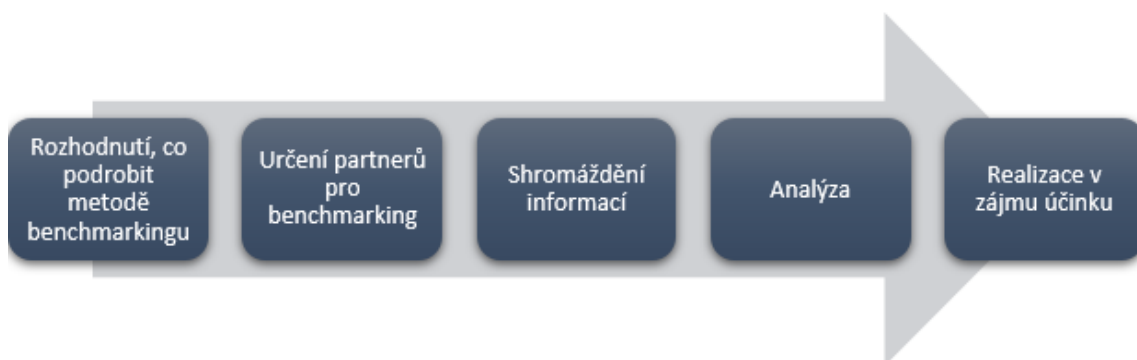 Rozhodnutí, co
podrobit
metodě
benchmarkingu
Určení partnerů
pro
benchmarking
Shromáždění
informací
Analýza
Realizace v
zájmu účinku